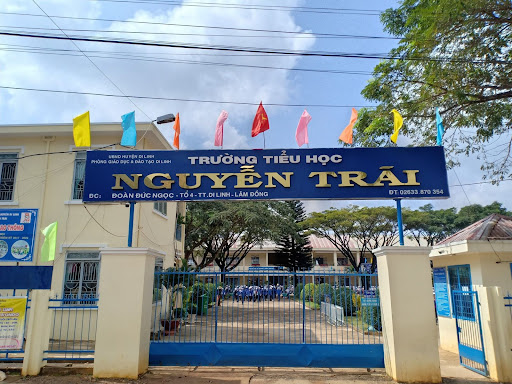 UBND HUYỆN DI LINH
PHÒNG GIÁO DỤC & ĐÀO TẠO DI LINH
TRƯỜNG TIỂU HỌC
NGUYỄN TRÃI
ĐC: ĐOÀN ĐỨC NGỌC - TỔ 4 - TT.DI LINH - LÂM ĐỒNG
ĐT: 02633.870 354